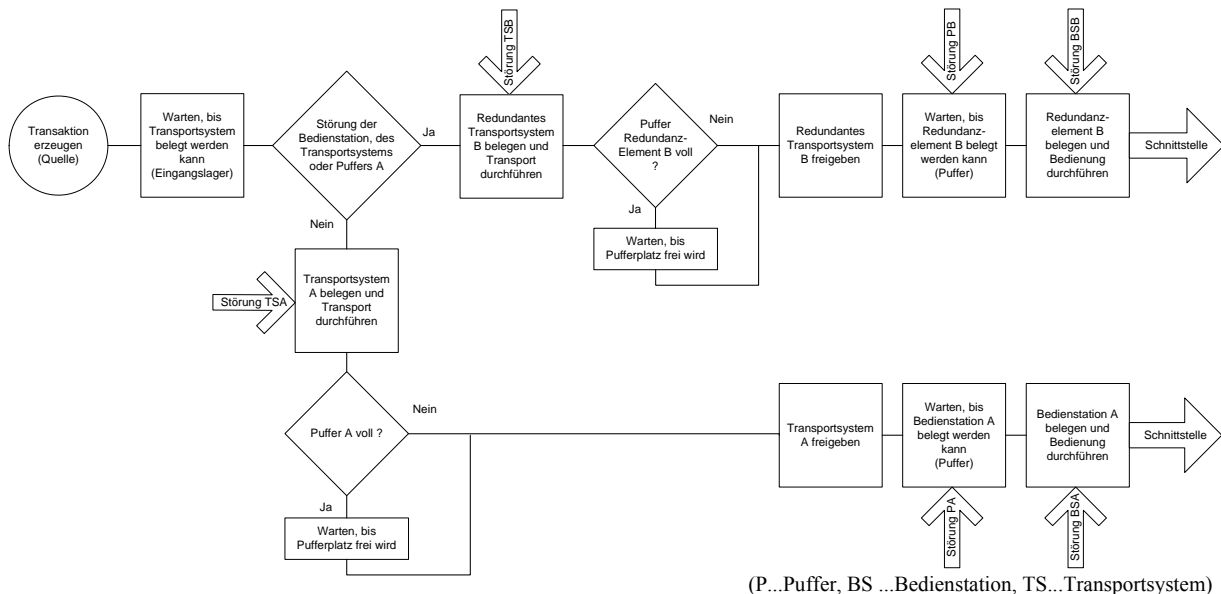 Störung TSB
Störung PB
Störung BSB
Transaktion
erzeugen
(Quelle)
Warten, bis
Transportsystem
belegt werden
kann
(Eingangslager)
Störung der
Bedienstation, des
Transportsystems
oder Puffers A
Ja
Nein
Redundantes
Transportsystem
B belegen und
Transport
durchführen
Puffer
Redundanz-
Element B voll
?
Nein
Ja
Warten, bis
Pufferplatz frei wird
Redundantes
Transportsystem
B freigeben
Warten, bis
Redundanz-
element B belegt
werden kann
(Puffer)
Redundanz-
element B
belegen und
Bedienung
durchführen
Schnittstelle
Störung TSA
Transportsystem
A belegen und
Transport
durchführen
Puffer A voll ?
Nein
Ja
Warten, bis
Pufferplatz frei wird
Transportsystem
A freigeben
Warten, bis
Bedienstation A
belegt werden
kann
(Puffer)
Bedienstation A
belegen und
Bedienung
durchführen
Schnittstelle
Störung PA
Störung BSA
(P...Puffer, BS ...Bedienstation, TS...Transportsystem)